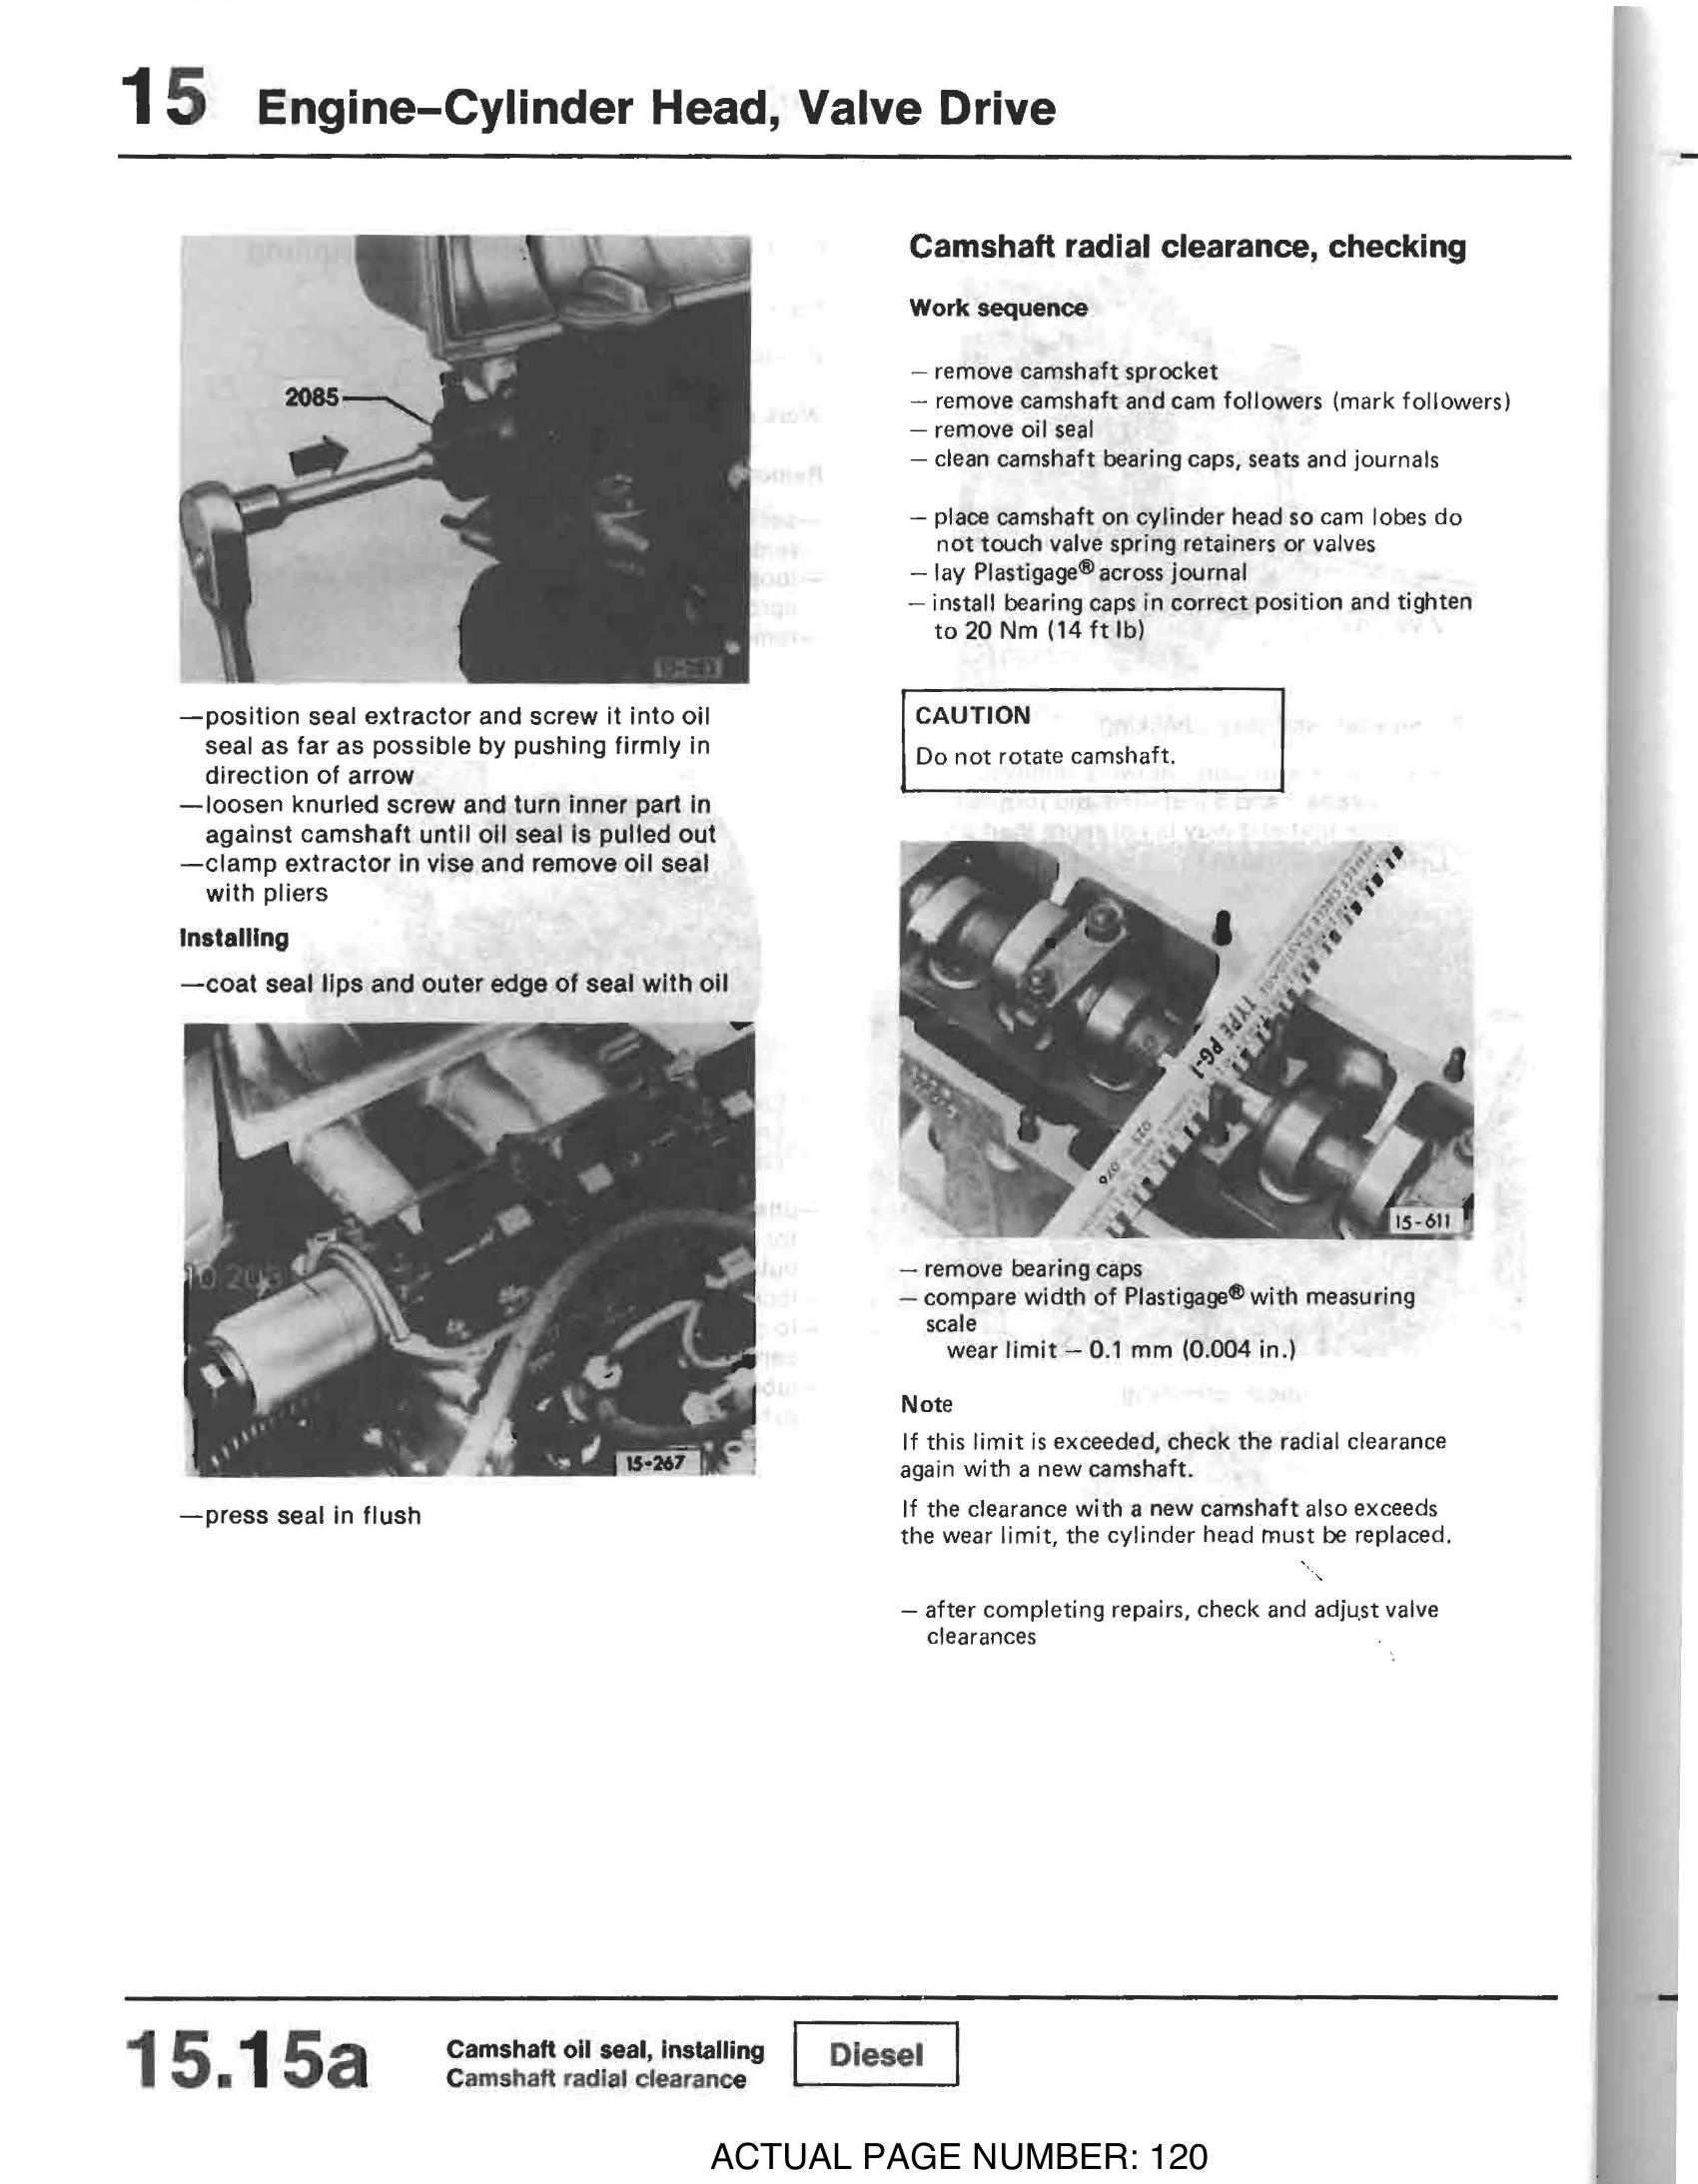 15 Engine–Cylinder Head, Valve Drive
2085
—position seal extractor and screw it into oil
seal as far as possible by pushing firmly in
direction of arrow
—loosen knurled screw and turn inner part in
against camshaft until oil seal is pulled out
—clamp extractor in vise and remove oil seal
with pliers
Installing
—coat seal lips and outer edge of seal with oil
15-267
—press seal in flush
Camshaft radial clearance, checking
Work sequence
— remove camshaft sprocket
— remove camshaft and cam followers (mark followers)
— remove oil seal
— clean camshaft bearing caps, seats and journals
— place camshaft on cylinder head so cam lobes do
not touch valve spring retainers or valves
— lay Plastigage® across journal
— install bearing caps in correct position and tighten
to 20 Nm (14 ft lb)
CAUTION
Do not rotate camshaft.
TYPE PG-1
15-611
— remove bearing caps
— compare width of Plastigage® with measuring
scale
wear limit – 0.1 mm (0.004 in.)
Note
If this limit is exceeded, check the radial clearance
again with a new camshaft.
If the clearance with a new camshaft also exceeds
the wear limit, the cylinder head must be replaced.
— after completing repairs, check and adjust valve
clearances
15.15a
Camshaft oil seal, installing
Camshaft radial clearance
Diesel
ACTUAL PAGE NUMBER: 120